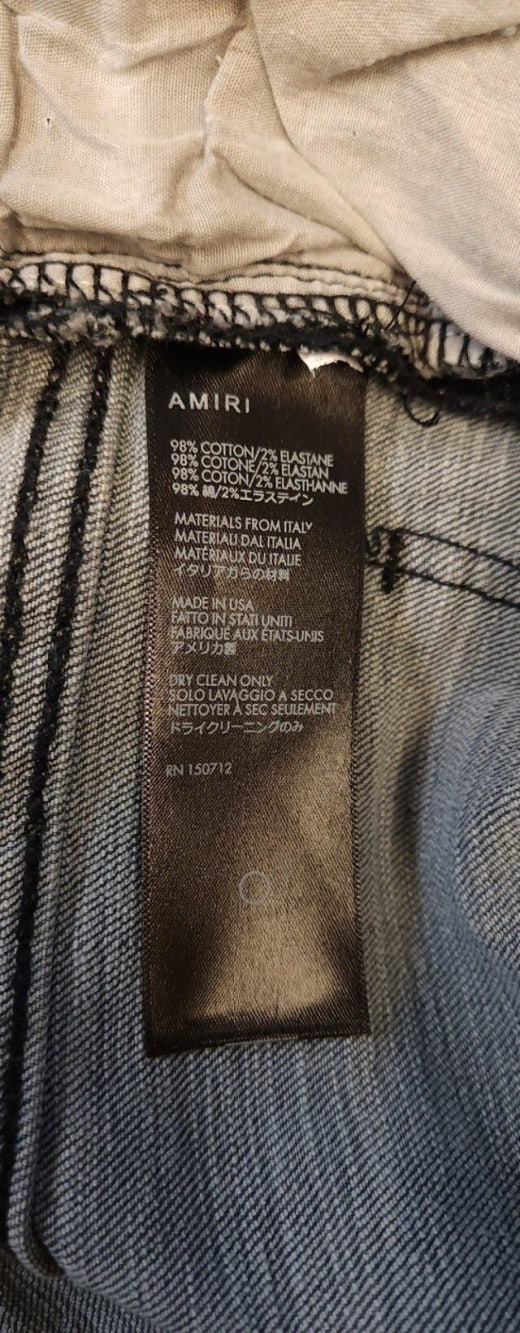 AMIRI
98% COTTON/2% ELASTANE
98% COTONE/2% ELASTAN
98% COTON/2% ELASTHANNE
98% 綿/2%エラステイン
MATERIALS FROM ITALY
MATERIALI DAL ITALIA
MATÉRIAUX DU ITALIE
イタリアからの材料
MADE IN USA
FATTO IN STATI UNITI
FABRIQUÉ AUX ÉTATS-UNIS
アメリカ製
DRY CLEAN ONLY
SOLO LAVAGGIO A SECCO
NETTOYER À SEC SEULEMENT
ドライクリーニングのみ
RN 150712